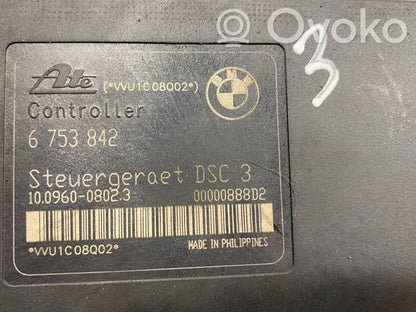 Ovoko
Ate (*VVU1C08Q02*)
BMW
3
Controller
6 753 842
Steuergeraet DSC 3
10.0960-0802.3 00000888D2
*VVU1C08Q02* MADE IN PHILIPPINES